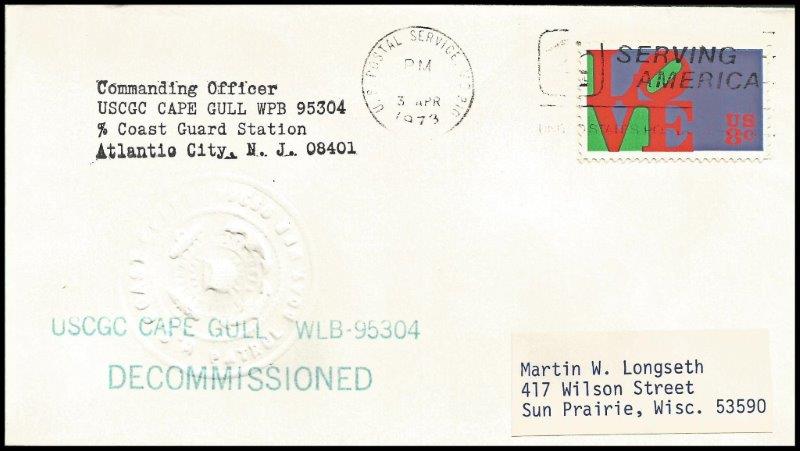 Commanding Officer
USCGC CAPE GULL WPB 95304
% Coast Guard Station
Atlantic City, N. J. 08401
U.S. POSTAL SERVICE
PM
3 APR
1973
SERVING
AMERICA
LOVE
US
8c
USCGC CAPE GULL WLB-95304
DECOMMISSIONED
Martin W. Longseth
417 Wilson Street
Sun Prairie, Wisc. 53590